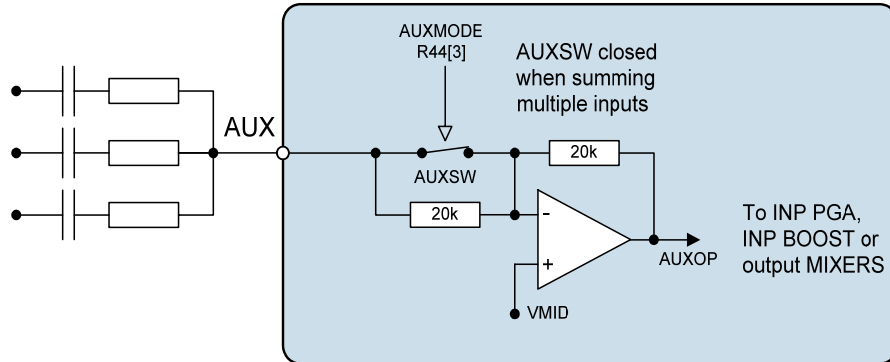 AUXMODE
R44[3]
AUXSW closed
when summing
multiple inputs
AUX
AUXSW
20k
20k
-
+
AUXOP
VMID
To INP PGA,
INP BOOST or
output MIXERS